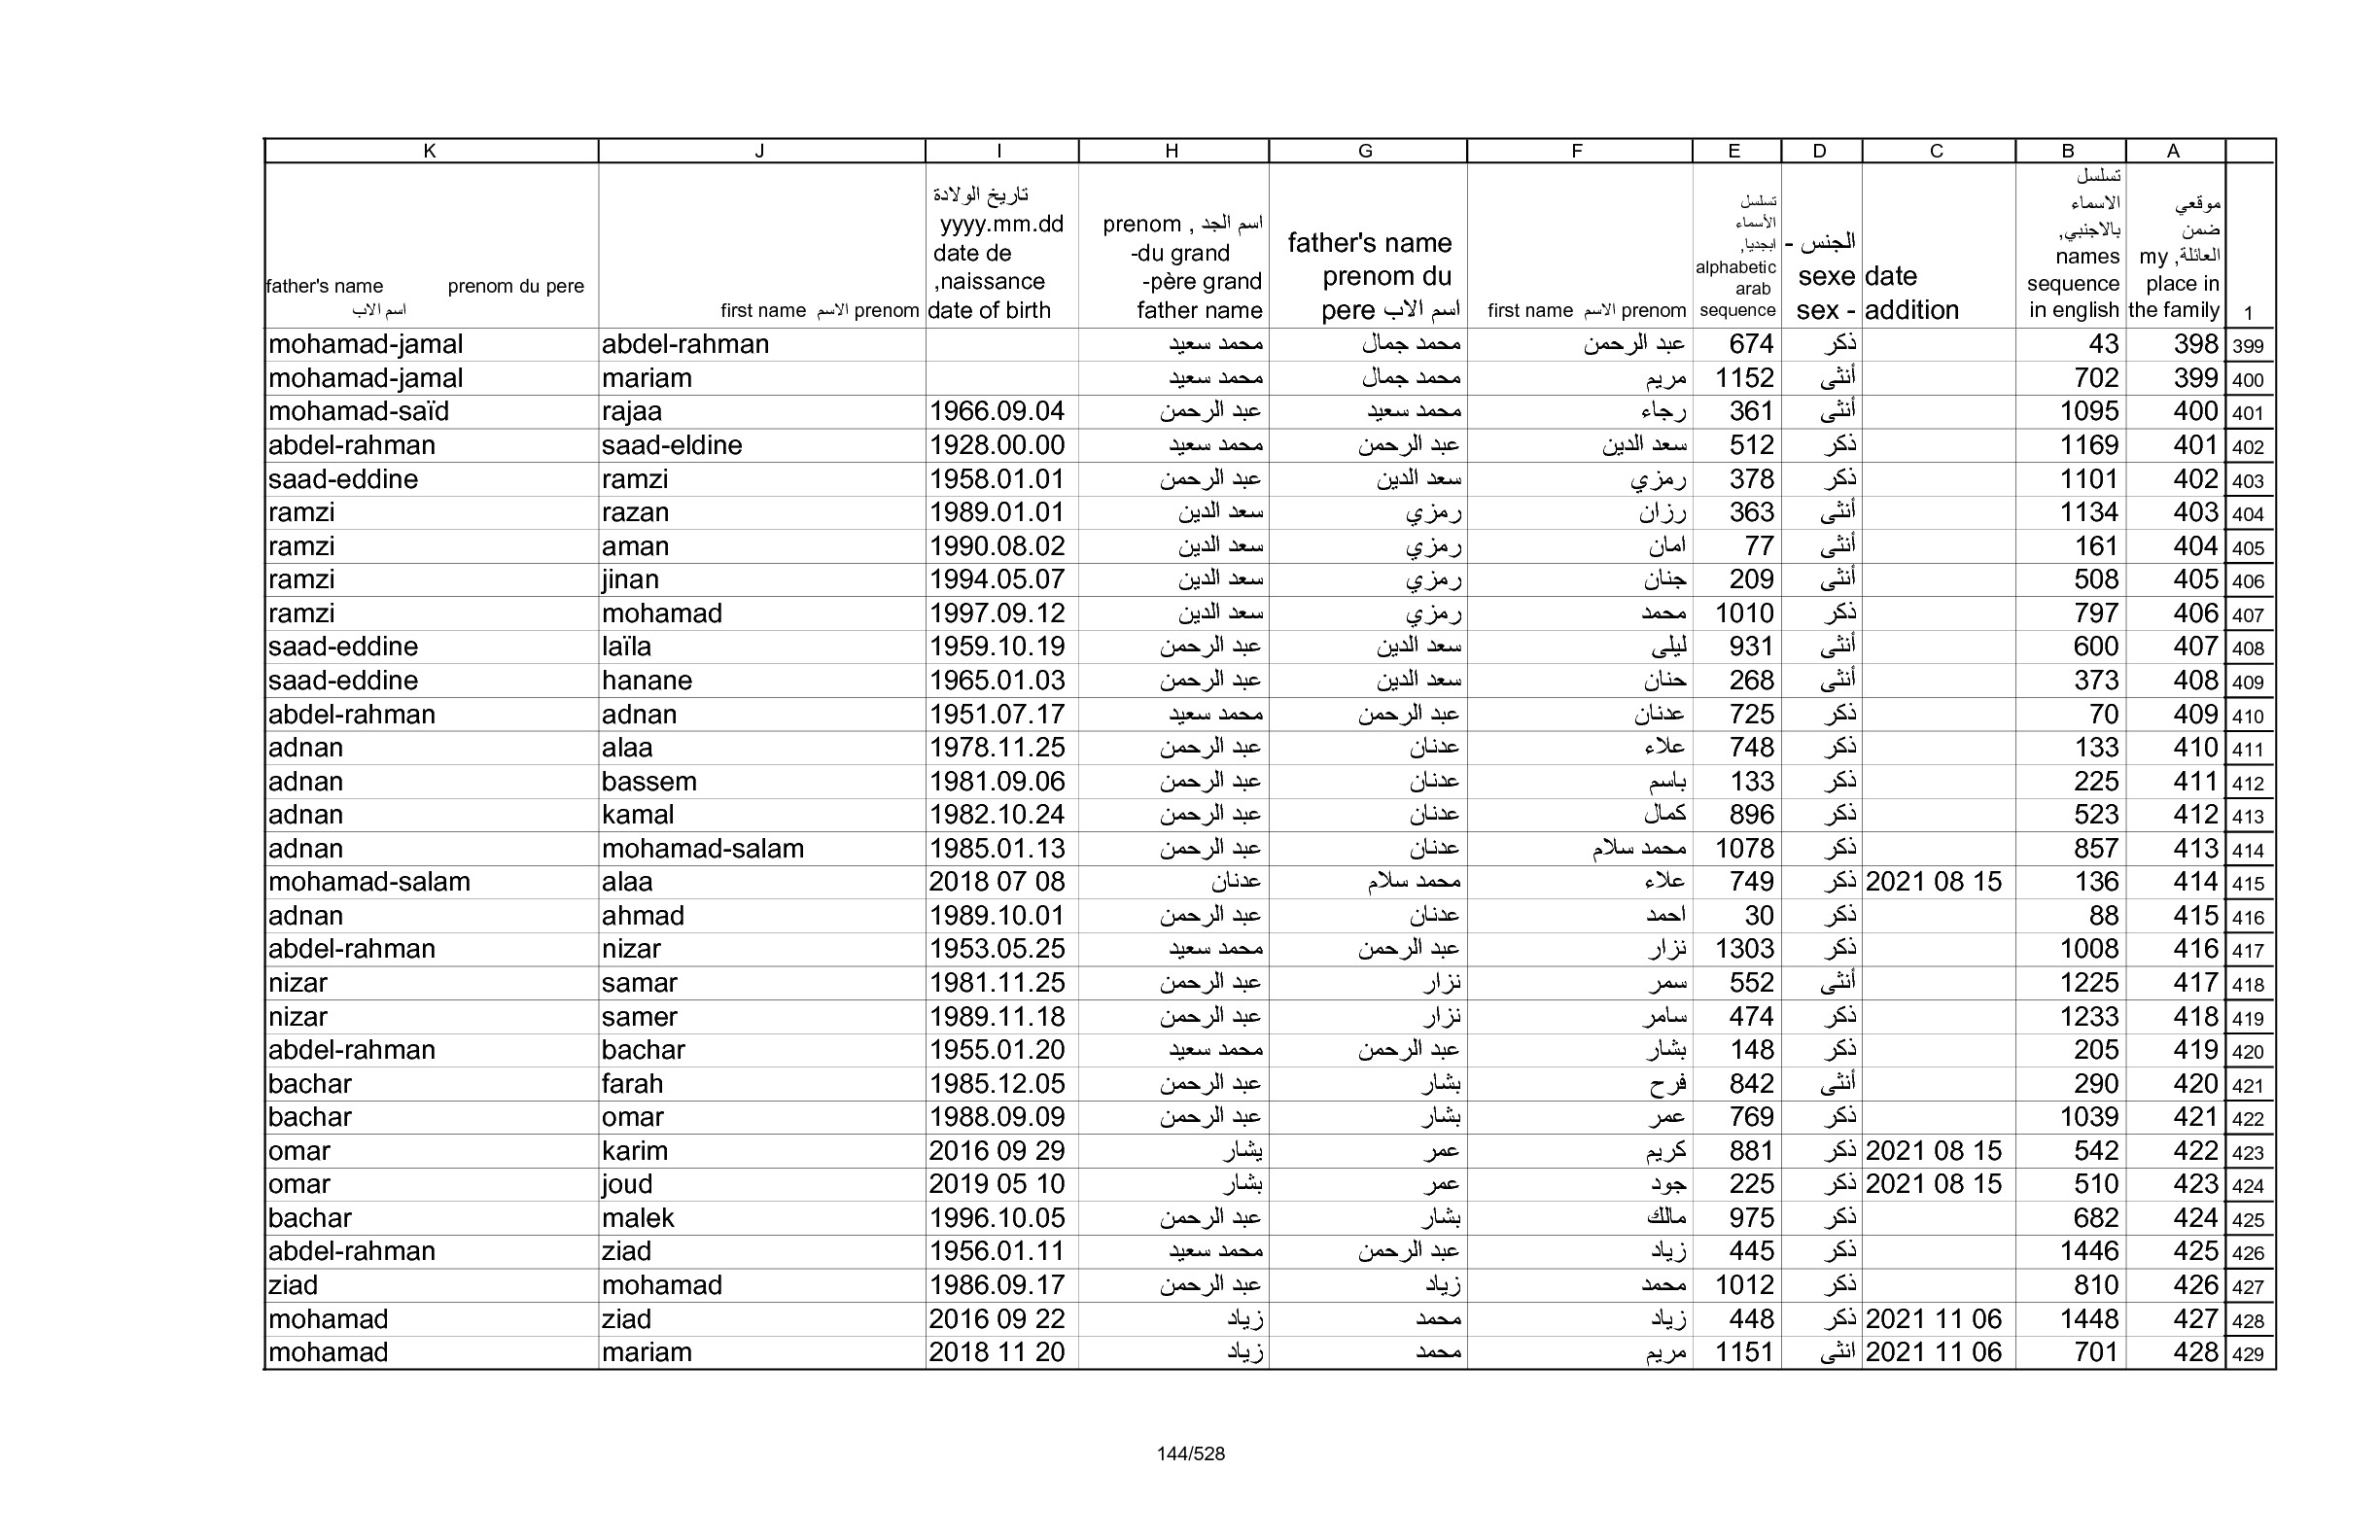 K J I H G F E D C B A
father's name prenom du pere اسم الاب
first name الاسم prenom
تاريخ الولادة yyyy.mm.dd date de ,naissance date of birth
اسم الجد , prenom -du grand -père grand father name
father's name prenom du pere اسم الاب
first name الاسم prenom
تسلسل الأسماء ابجديا, alphabetic arab sequence
الجنس - sexe sex -
date addition
تسلسل الاسماء بالاجنبي, names sequence in english
موقعي ضمن العائلة, my place in the family
1
mohamad-jamal abdel-rahman محمد سعيد محمد جمال عبد الرحمن 674 ذكر 43 398 399
mohamad-jamal mariam محمد سعيد محمد جمال مريم 1152 أنثى 702 399 400
mohamad-saïd rajaa 1966.09.04 عبد الرحمن محمد سعيد رجاء 361 أنثى 1095 400 401
abdel-rahman saad-eldine 1928.00.00 محمد سعيد عبد الرحمن سعد الدين 512 ذكر 1169 401 402
saad-eddine ramzi 1958.01.01 عبد الرحمن سعد الدين رمزي 378 ذكر 1101 402 403
ramzi razan 1989.01.01 سعد الدين رمزي رزان 363 أنثى 1134 403 404
ramzi aman 1990.08.02 سعد الدين رمزي امان 77 أنثى 161 404 405
ramzi jinan 1994.05.07 سعد الدين رمزي جنان 209 أنثى 508 405 406
ramzi mohamad 1997.09.12 سعد الدين رمزي محمد 1010 ذكر 797 406 407
saad-eddine laïla 1959.10.19 عبد الرحمن سعد الدين ليلى 931 أنثى 600 407 408
saad-eddine hanane 1965.01.03 عبد الرحمن سعد الدين حنان 268 أنثى 373 408 409
abdel-rahman adnan 1951.07.17 محمد سعيد عبد الرحمن عدنان 725 ذكر 70 409 410
adnan alaa 1978.11.25 عبد الرحمن عدنان علاء 748 ذكر 133 410 411
adnan bassem 1981.09.06 عبد الرحمن عدنان باسم 133 ذكر 225 411 412
adnan kamal 1982.10.24 عبد الرحمن عدنان كمال 896 ذكر 523 412 413
adnan mohamad-salam 1985.01.13 عبد الرحمن عدنان محمد سلام 1078 ذكر 857 413 414
mohamad-salam alaa 2018 07 08 عدنان محمد سلام علاء 749 ذكر 2021 08 15 136 414 415
adnan ahmad 1989.10.01 عبد الرحمن عدنان احمد 30 ذكر 88 415 416
abdel-rahman nizar 1953.05.25 محمد سعيد عبد الرحمن نزار 1303 ذكر 1008 416 417
nizar samar 1981.11.25 عبد الرحمن نزار سمر 552 أنثى 1225 417 418
nizar samer 1989.11.18 عبد الرحمن نزار سامر 474 ذكر 1233 418 419
abdel-rahman bachar 1955.01.20 محمد سعيد عبد الرحمن بشار 148 ذكر 205 419 420
bachar farah 1985.12.05 عبد الرحمن بشار فرح 842 أنثى 290 420 421
bachar omar 1988.09.09 عبد الرحمن بشار عمر 769 ذكر 1039 421 422
omar karim 2016 09 29 يشار عمر كريم 881 ذكر 2021 08 15 542 422 423
omar joud 2019 05 10 بشار عمر جود 225 ذكر 2021 08 15 510 423 424
bachar malek 1996.10.05 عبد الرحمن بشار مالك 975 ذكر 682 424 425
abdel-rahman ziad 1956.01.11 محمد سعيد عبد الرحمن زياد 445 ذكر 1446 425 426
ziad mohamad 1986.09.17 عبد الرحمن زياد محمد 1012 ذكر 810 426 427
mohamad ziad 2016 09 22 زياد محمد زياد 448 ذكر 2021 11 06 1448 427 428
mohamad mariam 2018 11 20 زياد محمد مريم 1151 انثى 2021 11 06 701 428 429
144/528